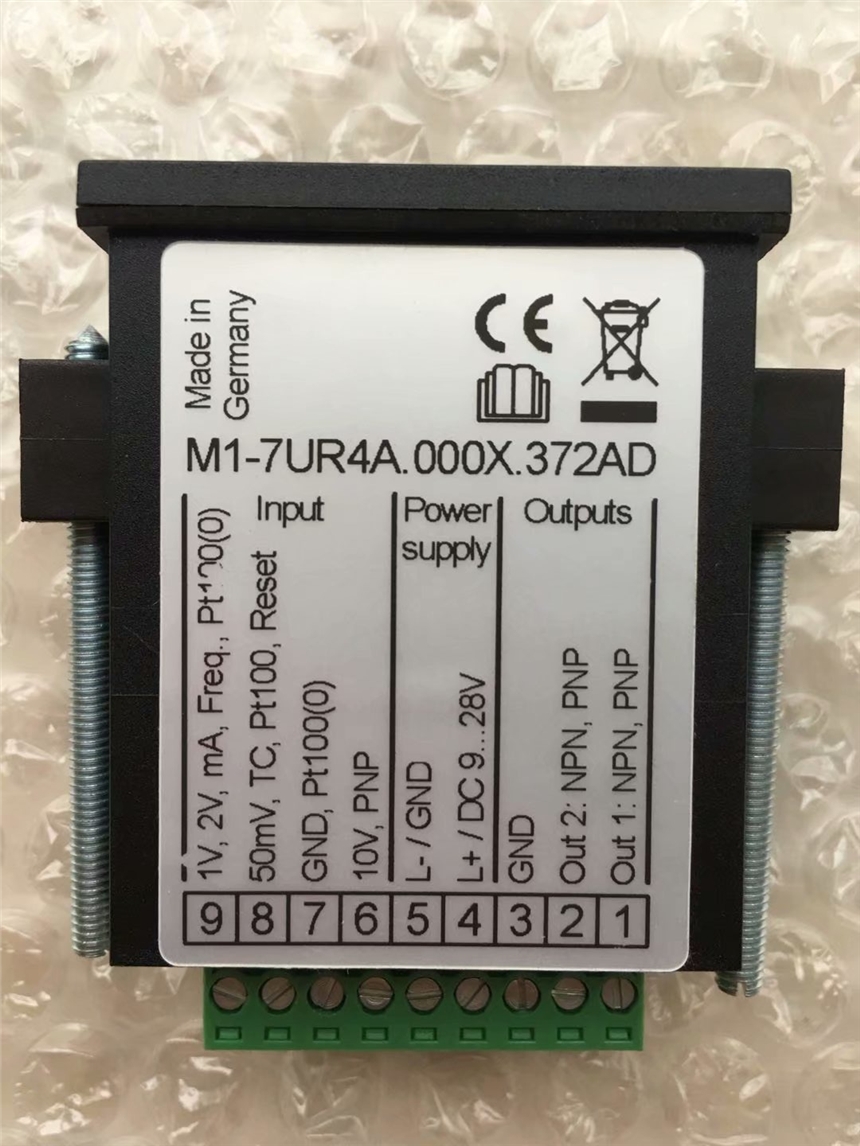 Made in
Germany
CE
M1-7UR4A.000X.372AD
Input
Power
supply
Outputs
1V, 2V, mA, Freq., Pt100(0)
50mV, TC, Pt100, Reset
GND, Pt100(0)
10V, PNP
L- / GND
L+ / DC 9...28V
GND
Out 2: NPN, PNP
Out 1: NPN, PNP
9 8 7 6 5 4 3 2 1